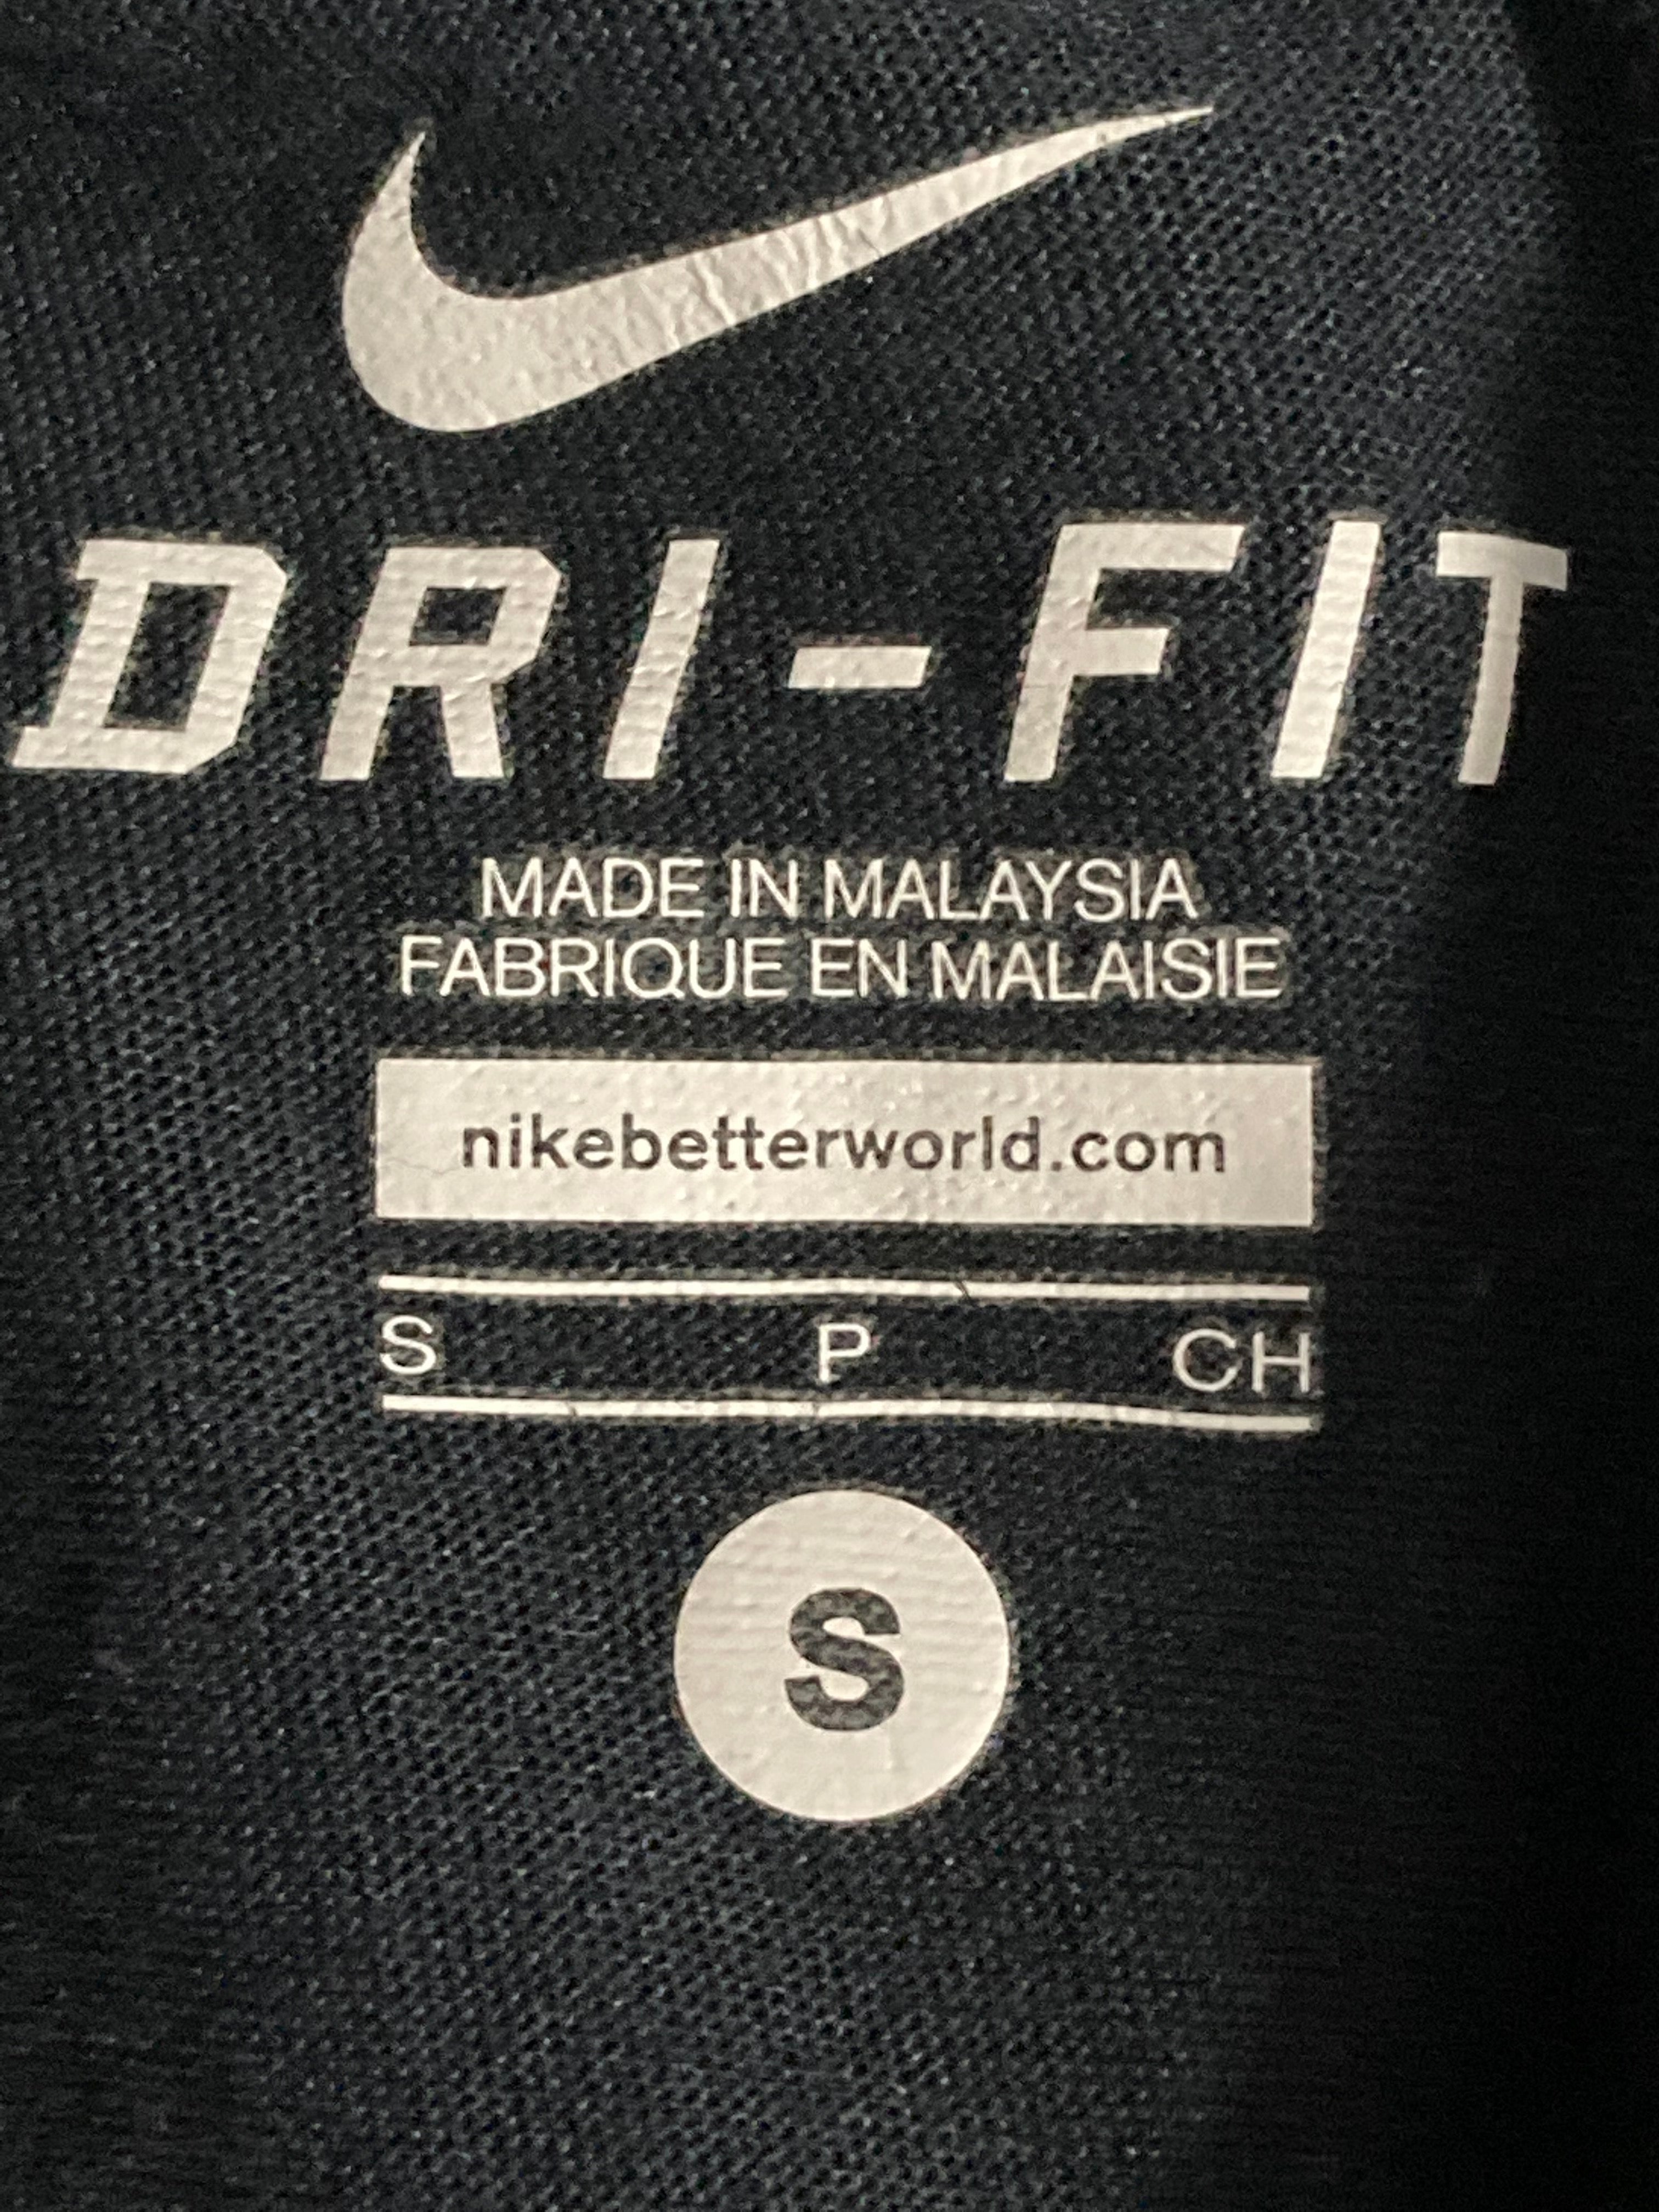 DRI-FIT
MADE IN MALAYSIA
FABRIQUE EN MALAISIE
nikebetterworld.com
S P CH
S